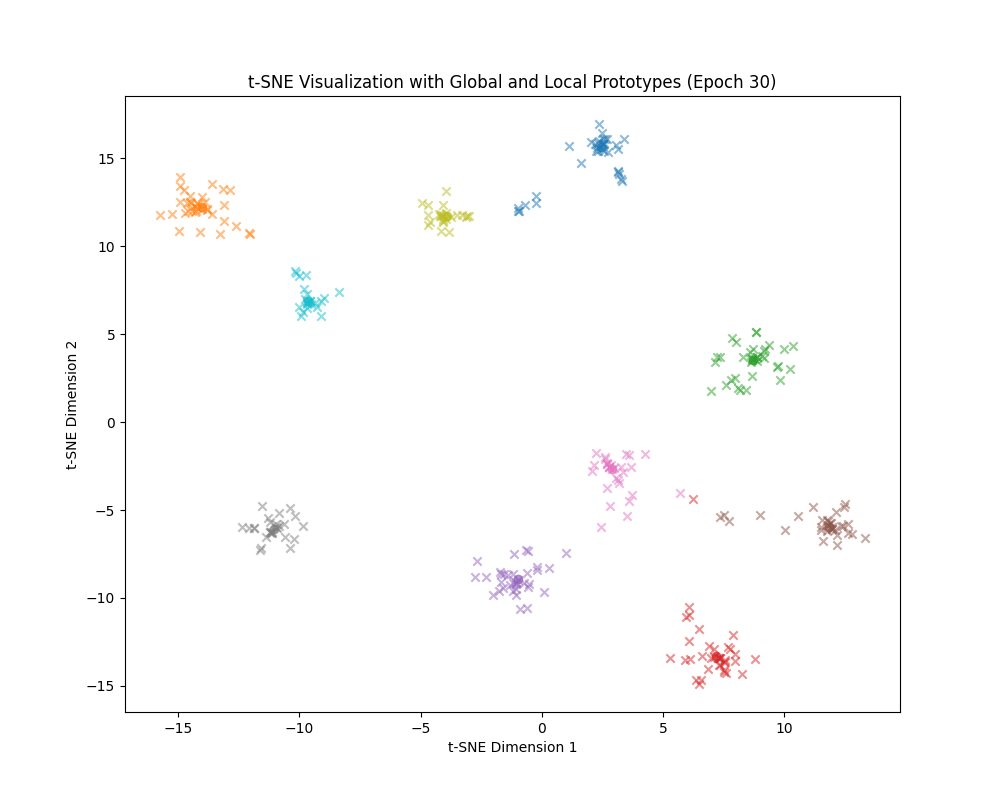 t-SNE Visualization with Global and Local Prototypes (Epoch 30)
15
10
5
0
−5
−10
−15
t-SNE Dimension 2
−15 −10 −5 0 5 10
t-SNE Dimension 1